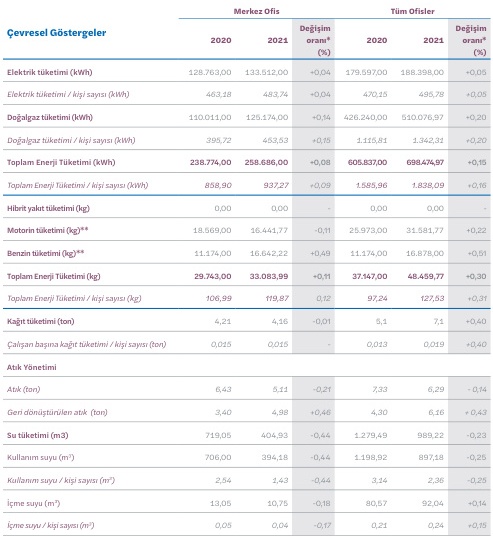 Merkez Ofis Tüm Ofisler
Çevresel Göstergeler 2020 2021 Değişim oranı* (%) 2020 2021 Değişim oranı* (%)
Elektrik tüketimi (kWh) 128.763,00 133.512,00 +0,04 179.597,00 188.398,00 +0,05
Elektrik tüketimi / kişi sayısı (kWh) 463,18 483,74 +0,04 470,15 495,78 +0,05
Doğalgaz tüketimi (kWh) 110.011,00 125.174,00 +0,14 426.240,00 510.076,97 +0,20
Doğalgaz tüketimi / kişi sayısı (kWh) 395,72 453,53 +0,15 1.115,81 1.342,31 +0,20
Toplam Enerji Tüketimi (kWh) 238.774,00 258.686,00 +0,08 605.837,00 698.474,97 +0,15
Toplam Enerji Tüketimi / kişi sayısı (kWh) 858,90 937,27 +0,09 1.585,96 1.838,09 +0,16
Hibrit yakıt tüketimi (kg) 0,00 0,00 - 0,00 0,00 -
Motorin tüketimi (kg)** 18.569,00 16.441,77 -0,11 25.973,00 31.581,77 +0,22
Benzin tüketimi (kg)** 11.174,00 16.642,22 +0,49 11.174,00 16.878,00 +0,51
Toplam Enerji Tüketimi (kg) 29.743,00 33.083,99 +0,11 37.147,00 48.459,77 +0,30
Toplam Enerji Tüketimi / kişi sayısı (kg) 106,99 119,87 0,12 97,24 127,53 +0,31
Kağıt tüketimi (ton) 4,21 4,16 -0,01 5,1 7,1 +0,40
Çalışan başına kağıt tüketimi / kişi sayısı (ton) 0,015 0,015 - 0,013 0,019 +0,40
Atık Yönetimi
Atık (ton) 6,43 5,11 -0,21 7,33 6,29 - 0,14
Geri dönüştürülen atık (ton) 3,40 4,98 +0,46 4,30 6,16 + 0,43
Su tüketimi (m3) 719,05 404,93 -0,44 1.279,49 989,22 -0,23
Kullanım suyu (m³) 706,00 394,18 -0,44 1.198,92 897,18 -0,25
Kullanım suyu / kişi sayısı (m³) 2,54 1,43 -0,44 3,14 2,36 -0,25
İçme suyu (m³) 13,05 10,75 -0,18 80,57 92,04 +0,14
İçme suyu / kişi sayısı (m³) 0,05 0,04 -0,17 0,21 0,24 +0,15